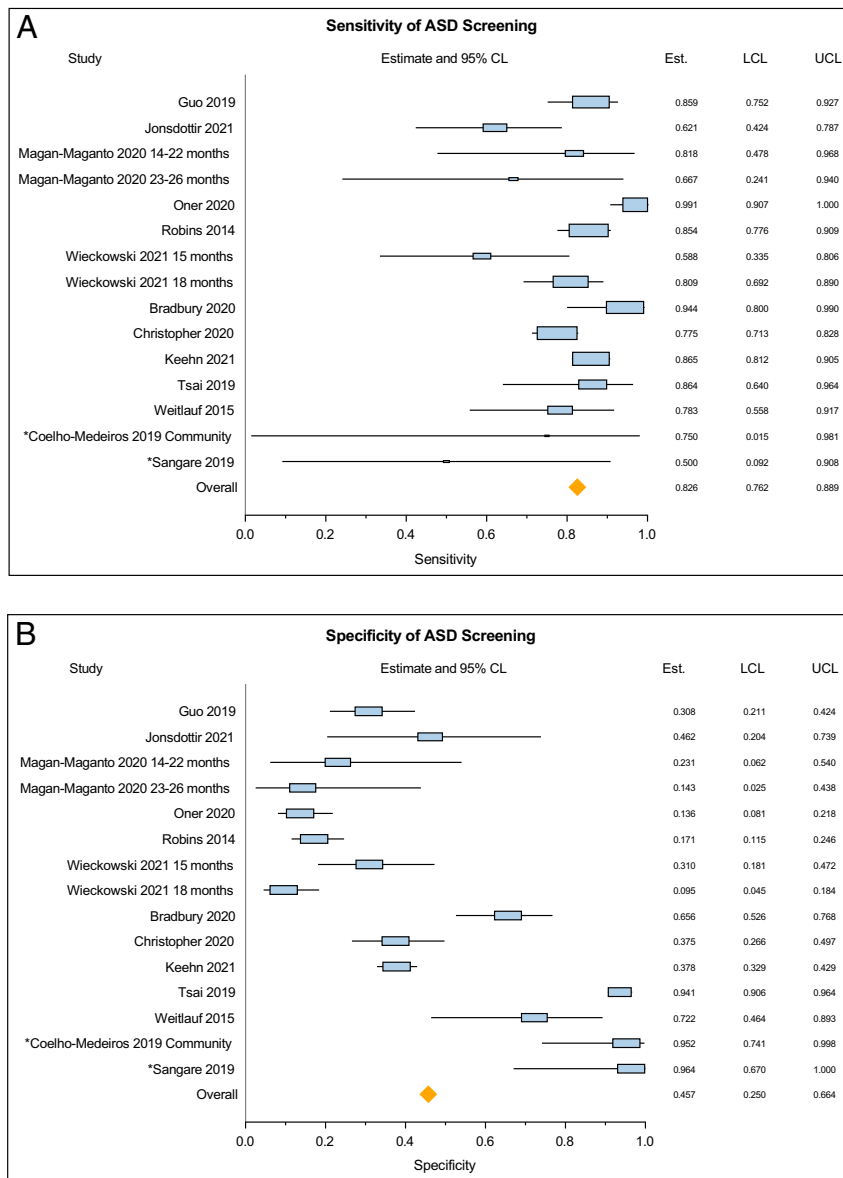 A
Sensitivity of ASD Screening
Study Estimate and 95% CL Est. LCL UCL
Guo 2019 0.859 0.752 0.927
Jonsdottir 2021 0.621 0.424 0.787
Magan-Maganto 2020 14-22 months 0.818 0.478 0.968
Magan-Maganto 2020 23-26 months 0.667 0.241 0.940
Oner 2020 0.991 0.907 1.000
Robins 2014 0.854 0.776 0.909
Wieckowski 2021 15 months 0.588 0.335 0.806
Wieckowski 2021 18 months 0.809 0.692 0.890
Bradbury 2020 0.944 0.800 0.990
Christopher 2020 0.775 0.713 0.828
Keehn 2021 0.865 0.812 0.905
Tsai 2019 0.864 0.640 0.964
Weitlauf 2015 0.783 0.558 0.917
*Coelho-Medeiros 2019 Community 0.750 0.015 0.981
*Sangare 2019 0.500 0.092 0.908
Overall 0.826 0.762 0.889
0.0 0.2 0.4 0.6 0.8 1.0
Sensitivity
B
Specificity of ASD Screening
Study Estimate and 95% CL Est. LCL UCL
Guo 2019 0.308 0.211 0.424
Jonsdottir 2021 0.462 0.204 0.739
Magan-Maganto 2020 14-22 months 0.231 0.062 0.540
Magan-Maganto 2020 23-26 months 0.143 0.025 0.438
Oner 2020 0.136 0.081 0.218
Robins 2014 0.171 0.115 0.246
Wieckowski 2021 15 months 0.310 0.181 0.472
Wieckowski 2021 18 months 0.095 0.045 0.184
Bradbury 2020 0.656 0.526 0.768
Christopher 2020 0.375 0.266 0.497
Keehn 2021 0.378 0.329 0.429
Tsai 2019 0.941 0.906 0.964
Weitlauf 2015 0.722 0.464 0.893
*Coelho-Medeiros 2019 Community 0.952 0.741 0.998
*Sangare 2019 0.964 0.670 1.000
Overall 0.457 0.250 0.664
0.0 0.2 0.4 0.6 0.8 1.0
Specificity